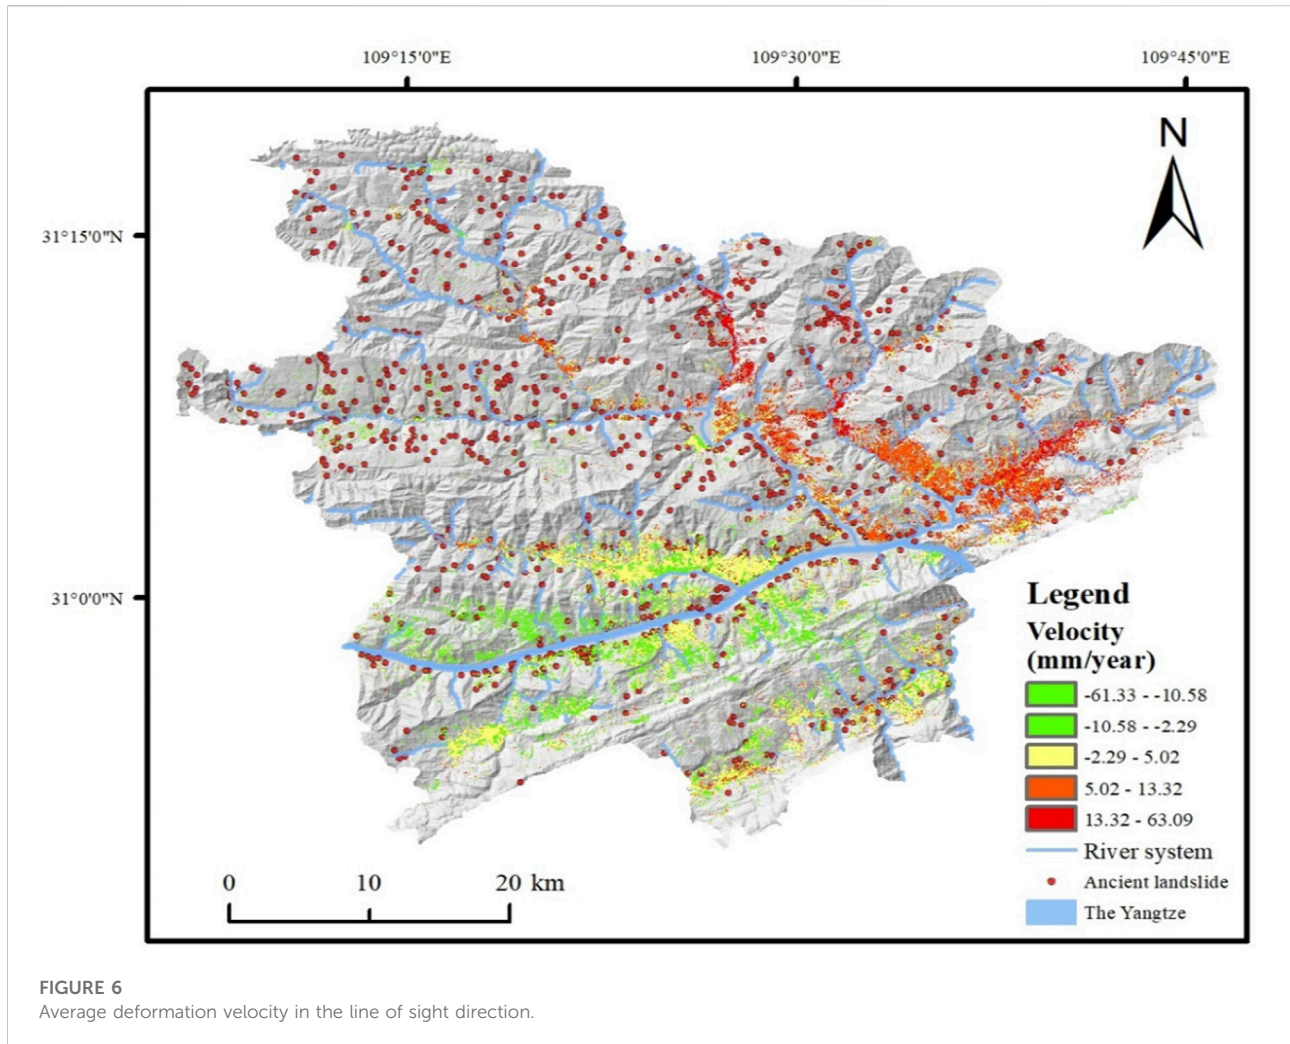 109°15'0"E
109°30'0"E
109°45'0"E
N
31°15'0"N
31°0'0"N
Legend
Velocity
(mm/year)
-61.33 - -10.58
-10.58 - -2.29
-2.29 - 5.02
5.02 - 13.32
13.32 - 63.09
River system
Ancient landslide
The Yangtze
0 10 20 km
FIGURE 6
Average deformation velocity in the line of sight direction.